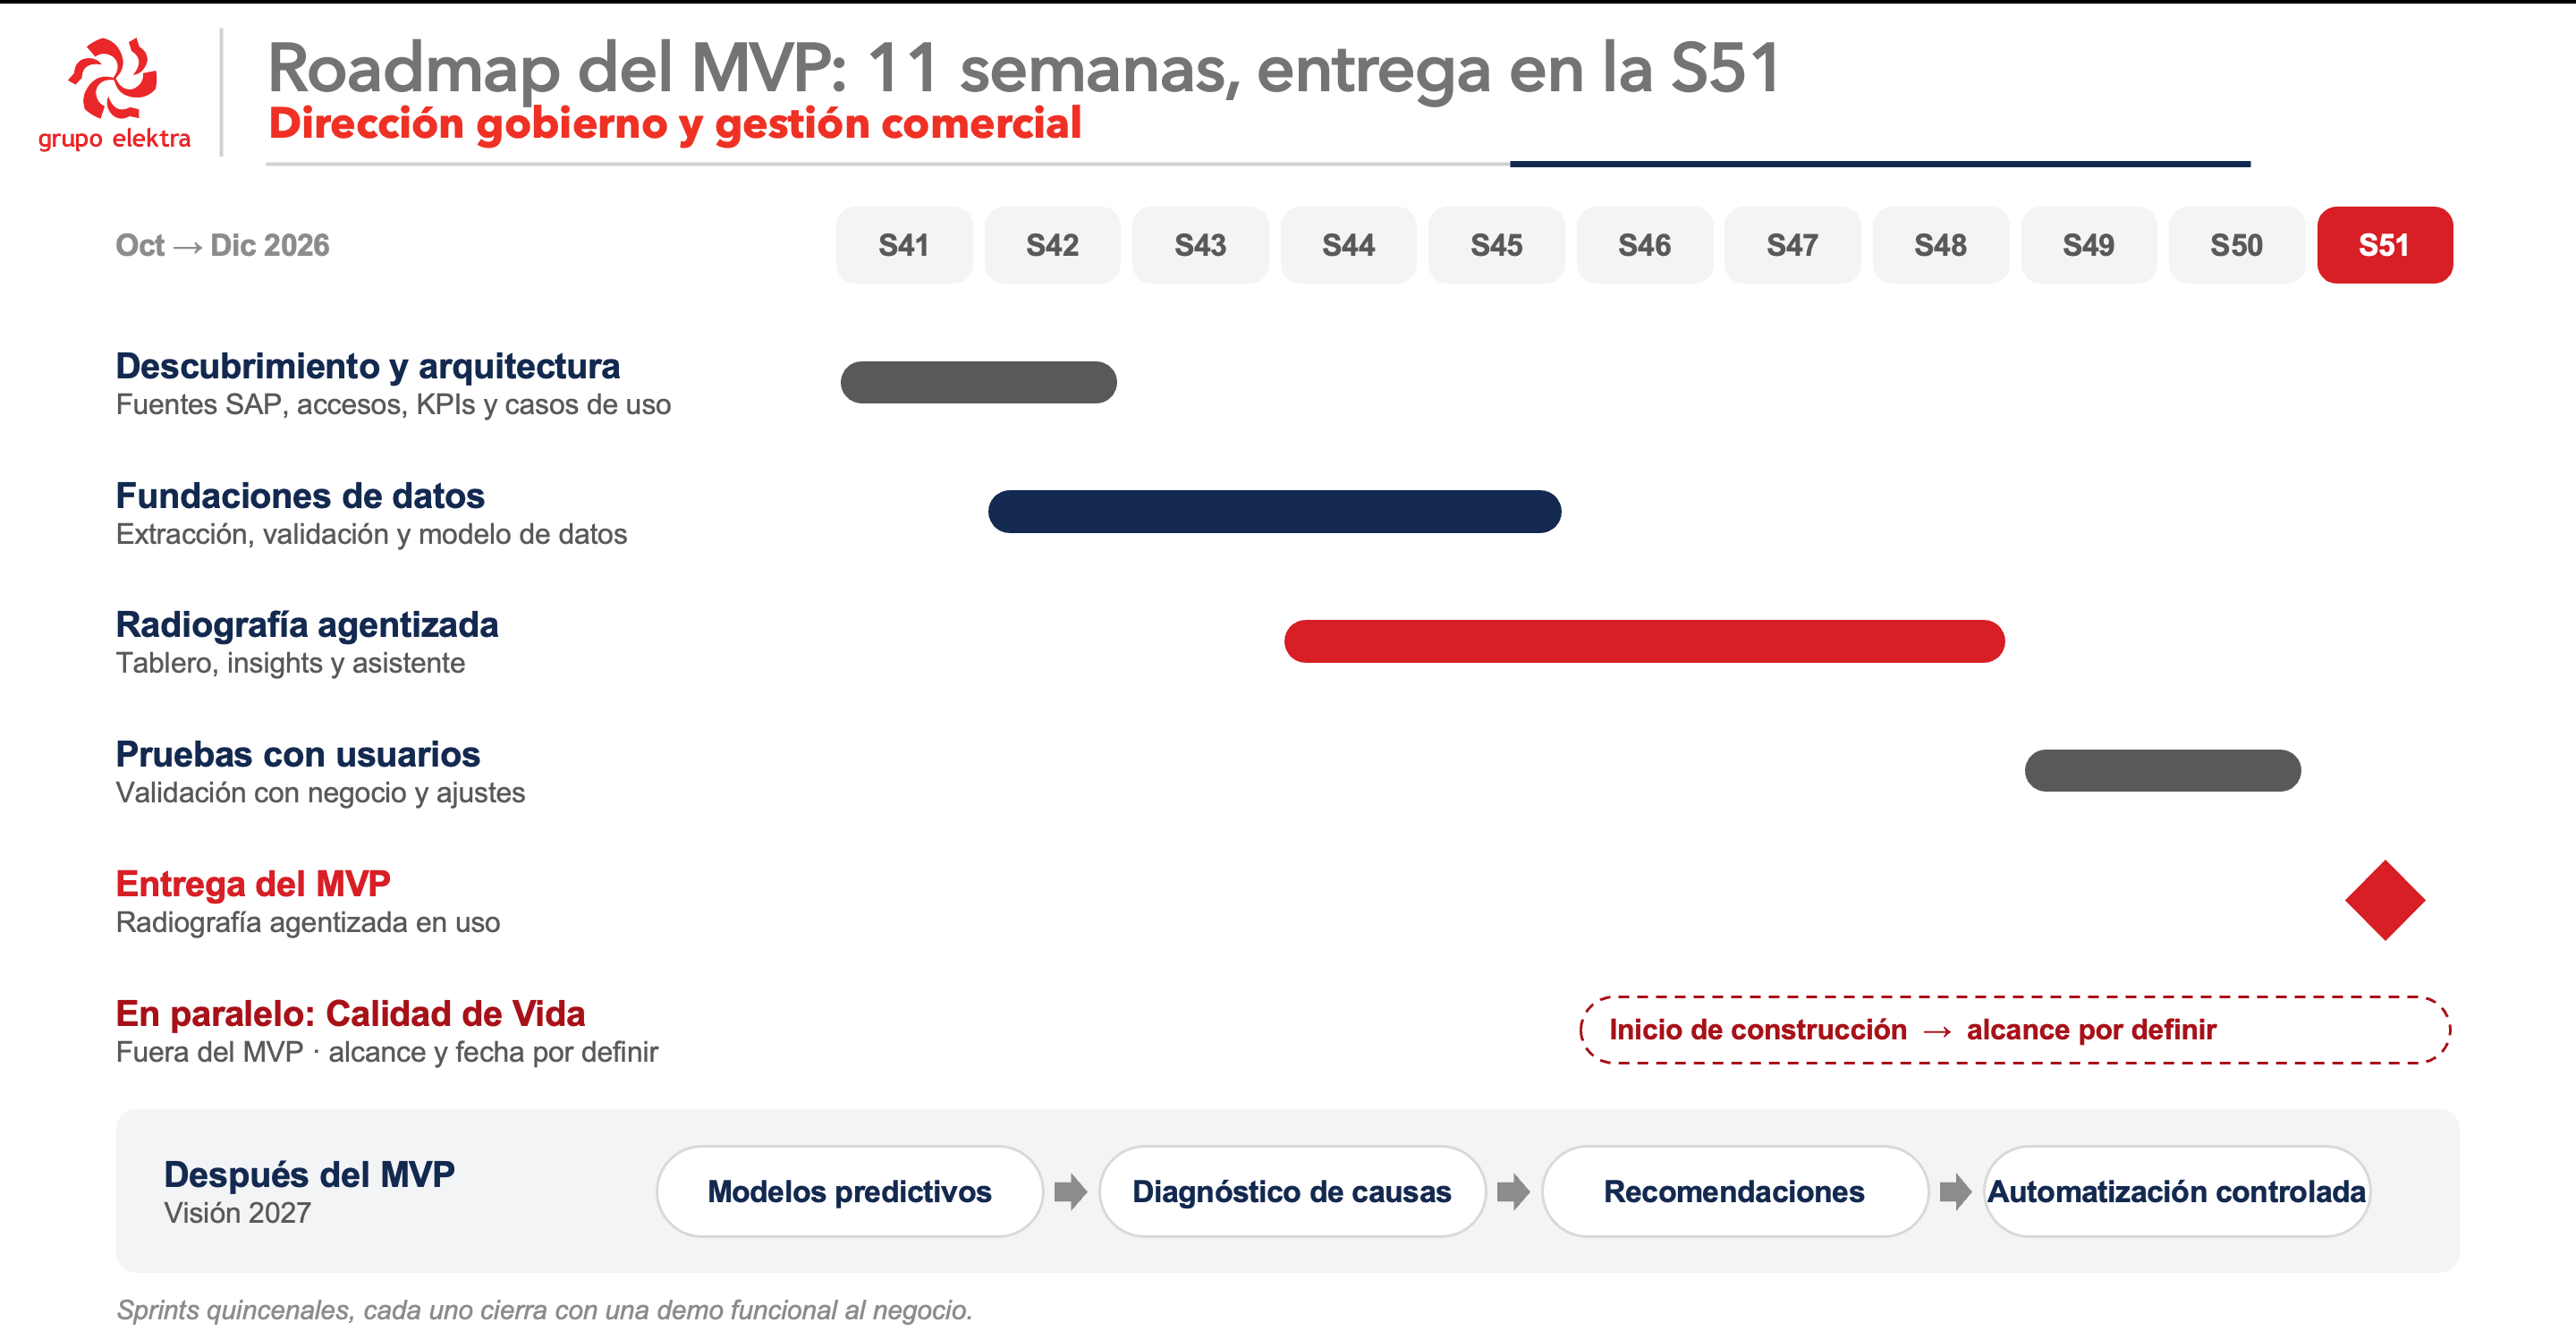 grupo elektra
Roadmap del MVP: 11 semanas, entrega en la S51
Dirección gobierno y gestión comercial
Oct → Dic 2026
S41 S42 S43 S44 S45 S46 S47 S48 S49 S50 S51
Descubrimiento y arquitectura
Fuentes SAP, accesos, KPIs y casos de uso
Fundaciones de datos
Extracción, validación y modelo de datos
Radiografía agentizada
Tablero, insights y asistente
Pruebas con usuarios
Validación con negocio y ajustes
Entrega del MVP
Radiografía agentizada en uso
En paralelo: Calidad de Vida
Fuera del MVP · alcance y fecha por definir
Inicio de construcción → alcance por definir
Después del MVP
Visión 2027
Modelos predictivos
Diagnóstico de causas
Recomendaciones
Automatización controlada
Sprints quincenales, cada uno cierra con una demo funcional al negocio.